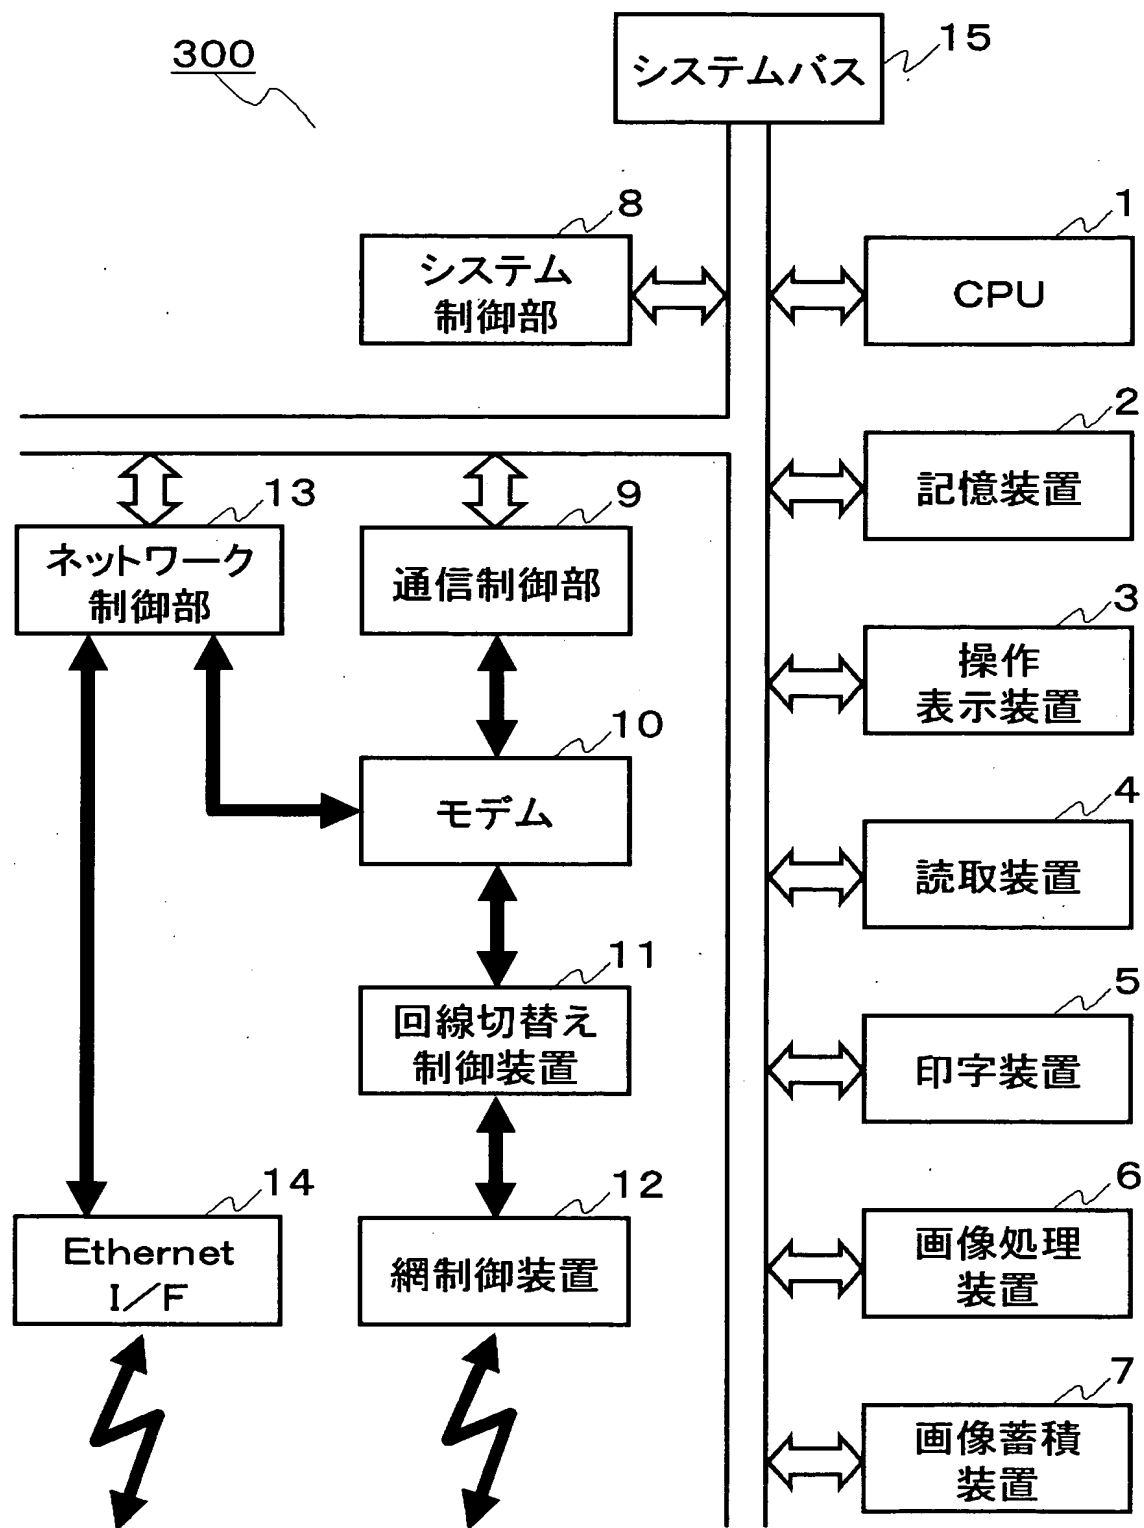 300
システムバス
15
システム
制御部
8
CPU
1
記憶装置
2
ネットワーク
制御部
13
通信制御部
9
操作
表示装置
3
モデム
10
読取装置
4
回線切替え
制御装置
11
印字装置
5
Ethernet
I/F
14
網制御装置
12
画像処理
装置
6
画像蓄積
装置
7